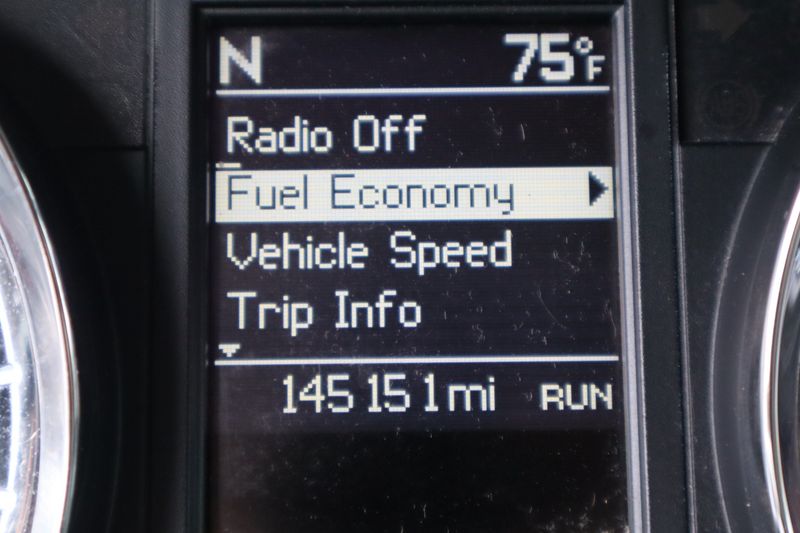 N 75°F
Radio Off
Fuel Economy
Vehicle Speed
Trip Info
145151mi RUN